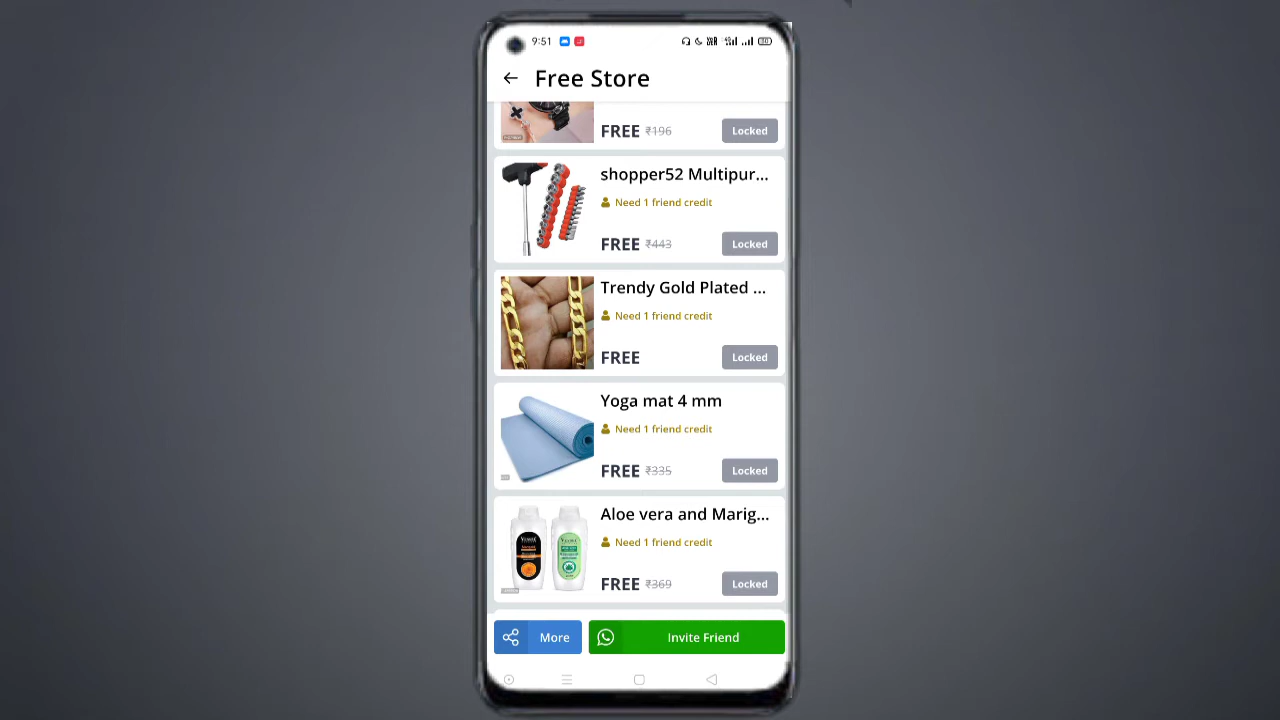 9:51
Free Store
FREE ₹196
Locked
shopper52 Multipur...
Need 1 friend credit
FREE ₹443
Locked
Trendy Gold Plated ...
Need 1 friend credit
FREE
Locked
Yoga mat 4 mm
Need 1 friend credit
FREE ₹335
Locked
Aloe vera and Marig...
Need 1 friend credit
FREE ₹369
Locked
More
Invite Friend